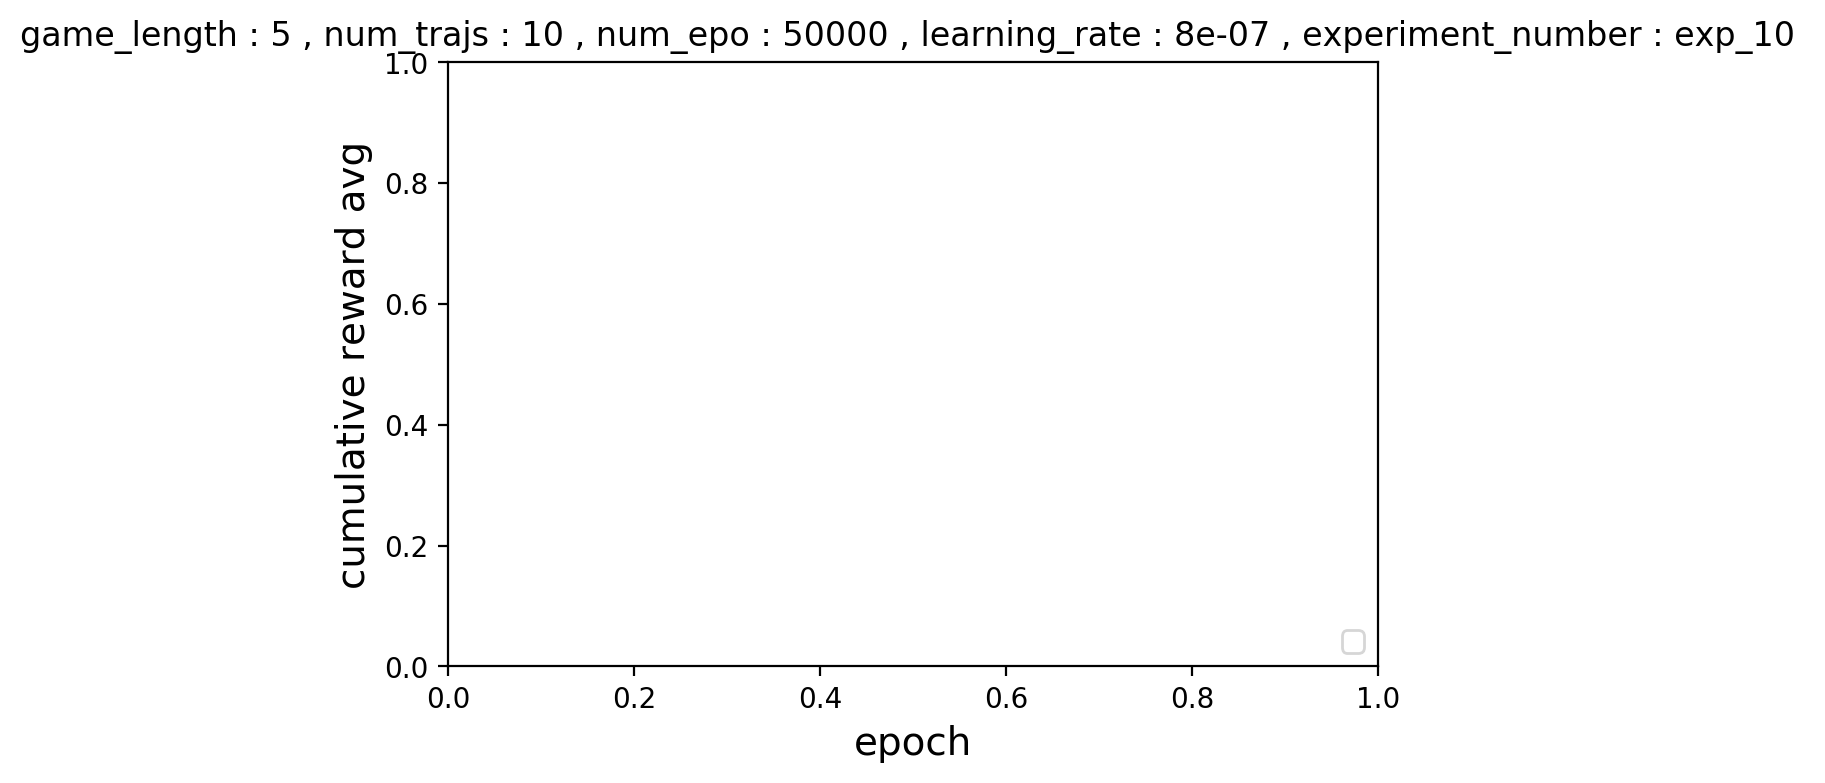 game_length : 5 , num_trajs : 10 , num_epo : 50000 , learning_rate : 8e-07 , experiment_number : exp_10
1.0
0.8
0.6
0.4
0.2
0.0
cumulative reward avg
0.0 0.2 0.4 0.6 0.8 1.0
epoch